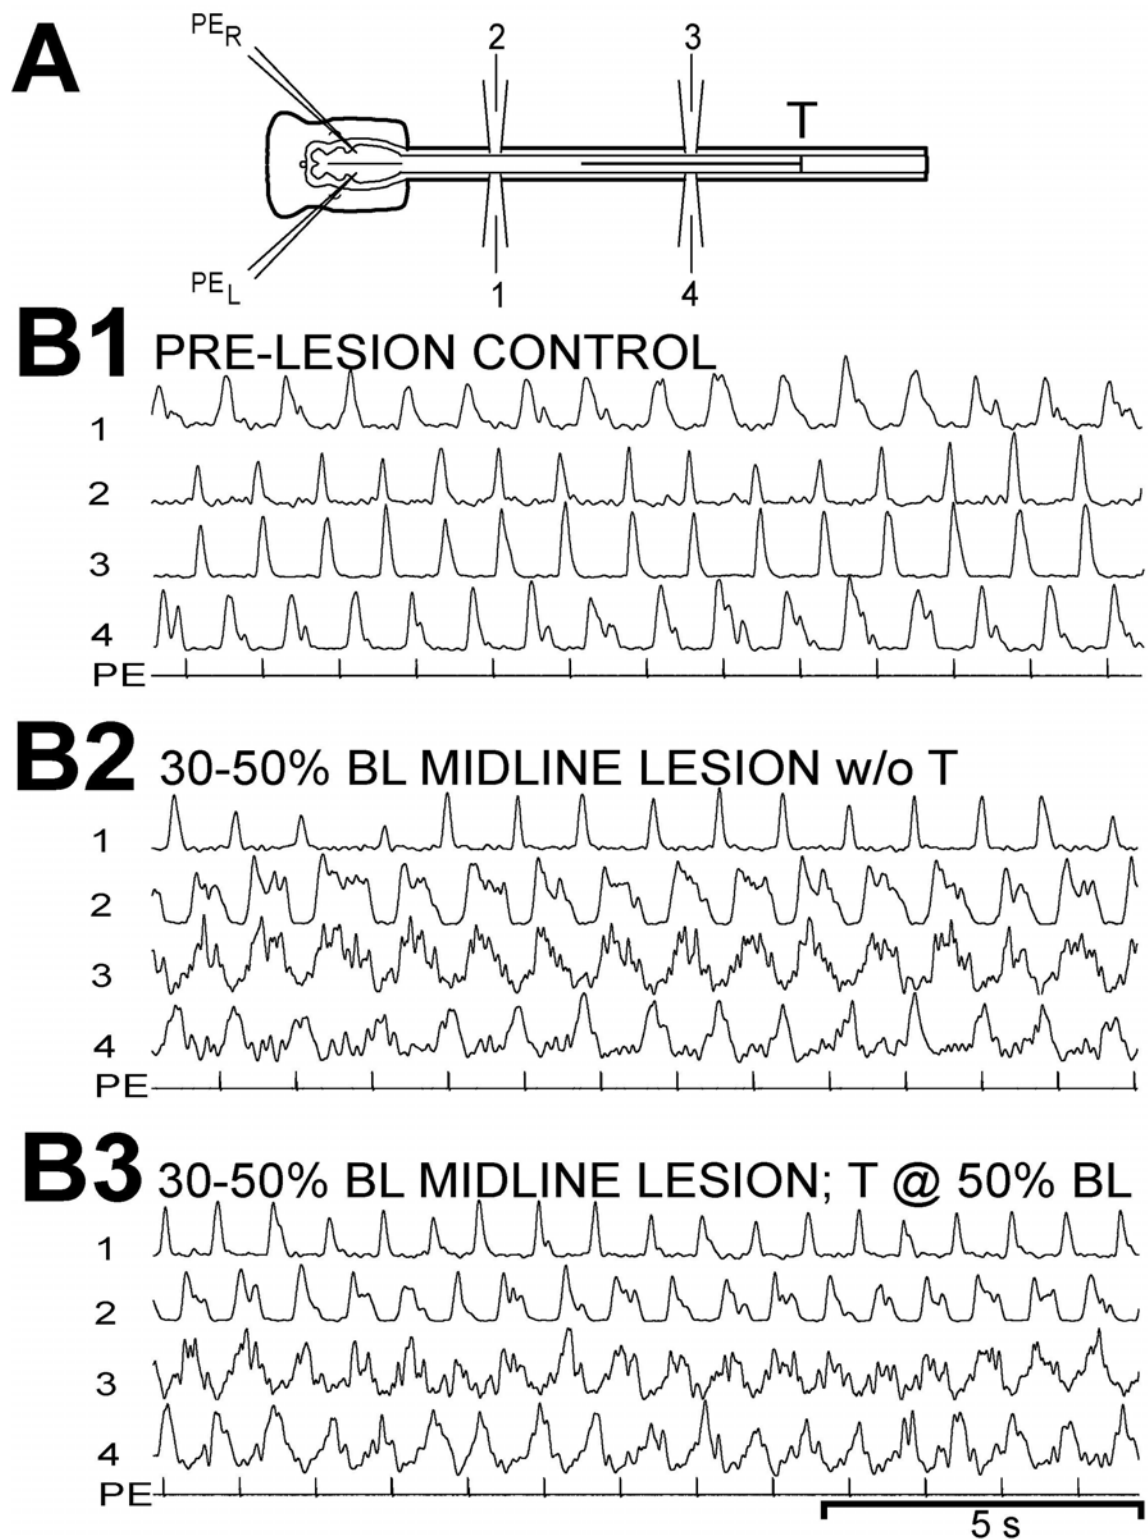 A
PE R
2
3
T
PE L
1
4
B1 PRE-LESION CONTROL
1
2
3
4
PE
B2 30-50% BL MIDLINE LESION w/o T
1
2
3
4
PE
B3 30-50% BL MIDLINE LESION; T @ 50% BL
1
2
3
4
PE
5 s